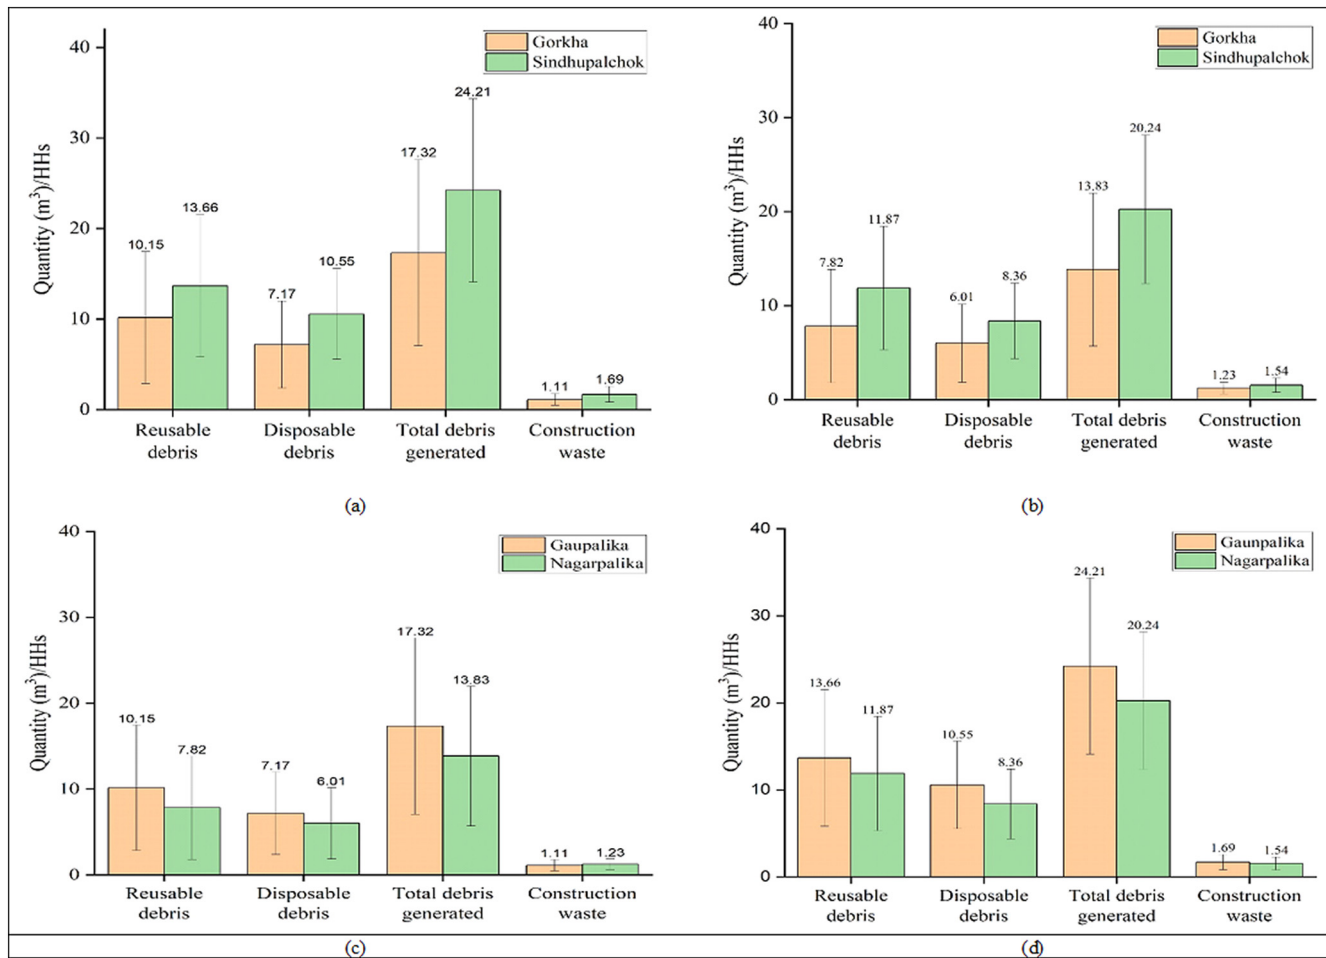 40
30
20
10
0
Quantity (m³)/HHs
Gorkha
Sindhupalchok
10.15
13.66
7.17
10.55
17.32
24.21
1.11
1.69
Reusable
debris
Disposable
debris
Total debris
generated
Construction
waste
(a)
40
30
20
10
0
Quantity (m³)/HHs
Gorkha
Sindhupalchok
7.82
11.87
6.01
8.36
13.83
20.24
1.23
1.54
Reusable
debris
Disposable
debris
Total debris
generated
Construction
waste
(b)
40
30
20
10
0
Quantity (m³)/HHs
Gaupalika
Nagarpalika
10.15
7.82
7.17
6.01
17.32
13.83
1.11
1.23
Reusable
debris
Disposable
debris
Total debris
generated
Construction
waste
(c)
40
30
20
10
0
Quantity (m³)/HHs
Gaunpalika
Nagarpalika
13.66
11.87
10.55
8.36
24.21
20.24
1.69
1.54
Reusable
debris
Disposable
debris
Total debris
generated
Construction
waste
(d)